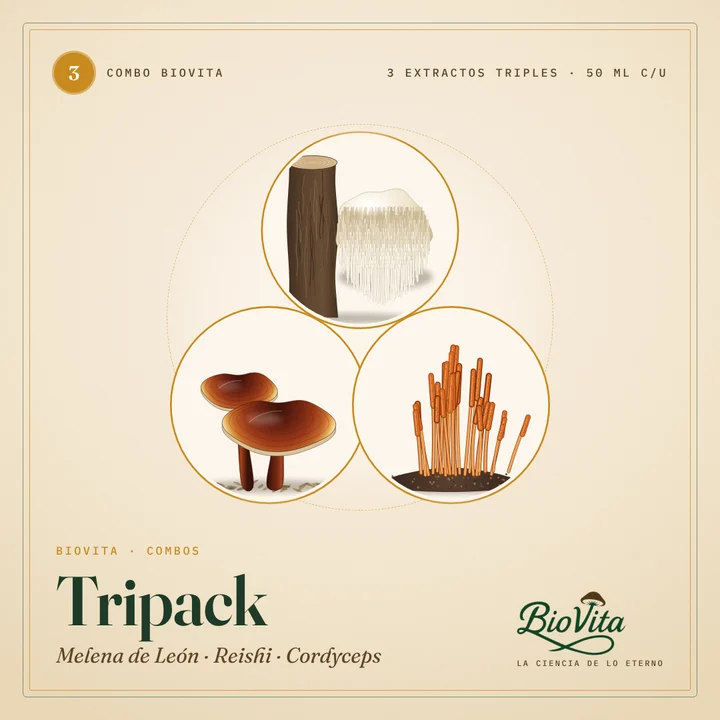 3 COMBO BIOVITA
3 EXTRACTOS TRIPLES · 50 ML C/U
BIOVITA · COMBOS
Tripack
Melena de León · Reishi · Cordyceps
BioVita
LA CIENCIA DE LO ETERNO